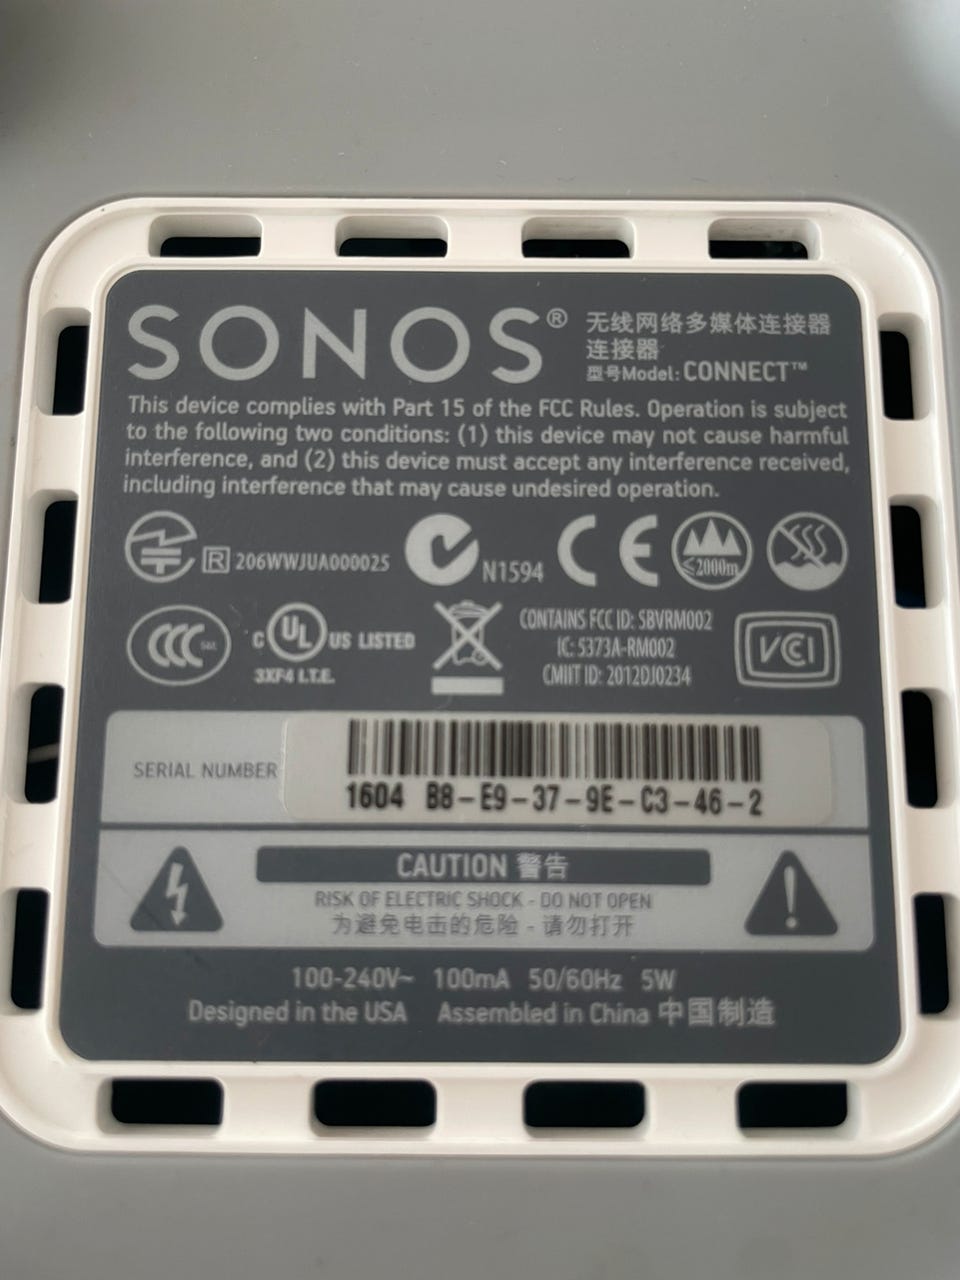 SONOS®
无线网络多媒体连接器
连接器
型号Model: CONNECT™
This device complies with Part 15 of the FCC Rules. Operation is subject
to the following two conditions: (1) this device may not cause harmful
interference, and (2) this device must accept any interference received,
including interference that may cause undesired operation.
R 206WWJUA000025 N1594 CE ≤2000m
CCC S&E C UL US LISTED
3XF4 I.T.E.
CONTAINS FCC ID: SBVRM002
IC: 5373A-RM002
CMIIT ID: 2012DJ0234
VCCI
SERIAL NUMBER
1604 B8-E9-37-9E-C3-46-2
CAUTION 警告
RISK OF ELECTRIC SHOCK - DO NOT OPEN
为避免电击的危险 - 请勿打开
100-240V~ 100mA 50/60Hz 5W
Designed in the USA Assembled in China 中国制造